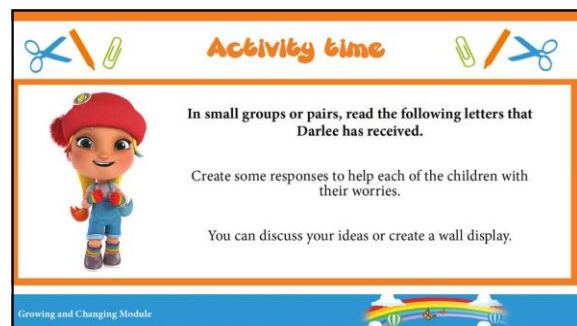 Activity time
In small groups or pairs, read the following letters that
Darlee has received.
Create some responses to help each of the children with
their worries.
You can discuss your ideas or create a wall display.
Growing and Changing Module